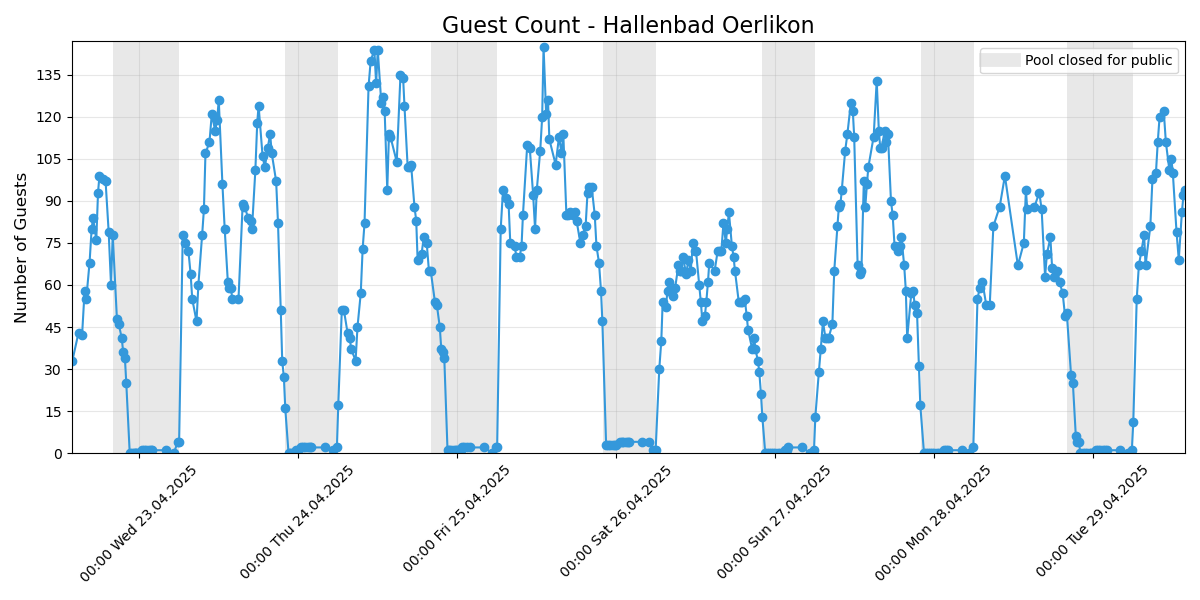 Guest Count - Hallenbad Oerlikon
Pool closed for public
Number of Guests
135
120
105
90
75
60
45
30
15
0
00:00 Wed 23.04.2025
00:00 Thu 24.04.2025
00:00 Fri 25.04.2025
00:00 Sat 26.04.2025
00:00 Sun 27.04.2025
00:00 Mon 28.04.2025
00:00 Tue 29.04.2025